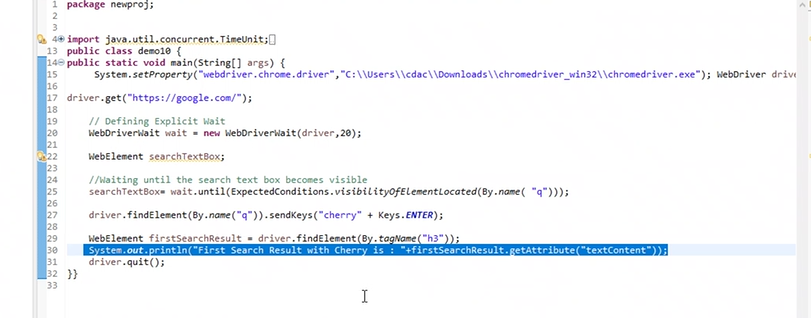 1 package newproj;
2
3
4 import java.util.concurrent.TimeUnit;
13 public class demo10 {
14 public static void main(String[] args) {
15 System.setProperty("webdriver.chrome.driver","C:\\Users\\cdac\\Downloads\\chromedriver_win32\\chromedriver.exe"); WebDriver drive
16
17 driver.get("https://google.com/");
18
19 // Defining Explicit Wait
20 WebDriverWait wait = new WebDriverWait(driver,20);
21
22 WebElement searchTextBox;
23
24 //Waiting until the search text box becomes visible
25 searchTextBox= wait.until(ExpectedConditions.visibilityOfElementLocated(By.name( "q")));
26
27 driver.findElement(By.name("q")).sendKeys("cherry" + Keys.ENTER);
28
29 WebElement firstSearchResult = driver.findElement(By.tagName("h3"));
30 System.out.println("First Search Result with Cherry is : "+firstSearchResult.getAttribute("textContent"));
31 driver.quit();
32 }}
33